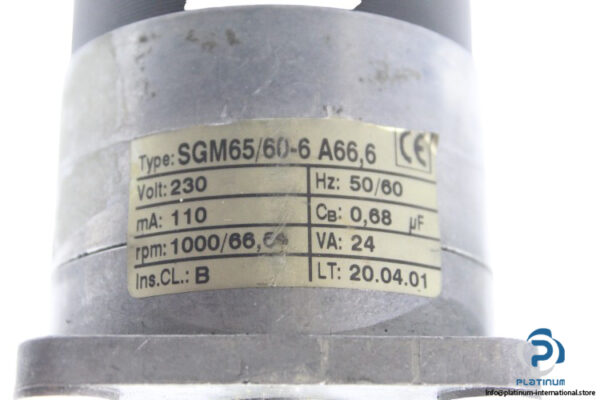 Type: SGM65/60-6 A66,6 CE
Volt: 230 Hz: 50/60
mA: 110 CB: 0,68 µF
rpm: 1000/66,64 VA: 24
Ins.CL.: B LT: 20.04.01
PLATINUM
info@platinum-international.store